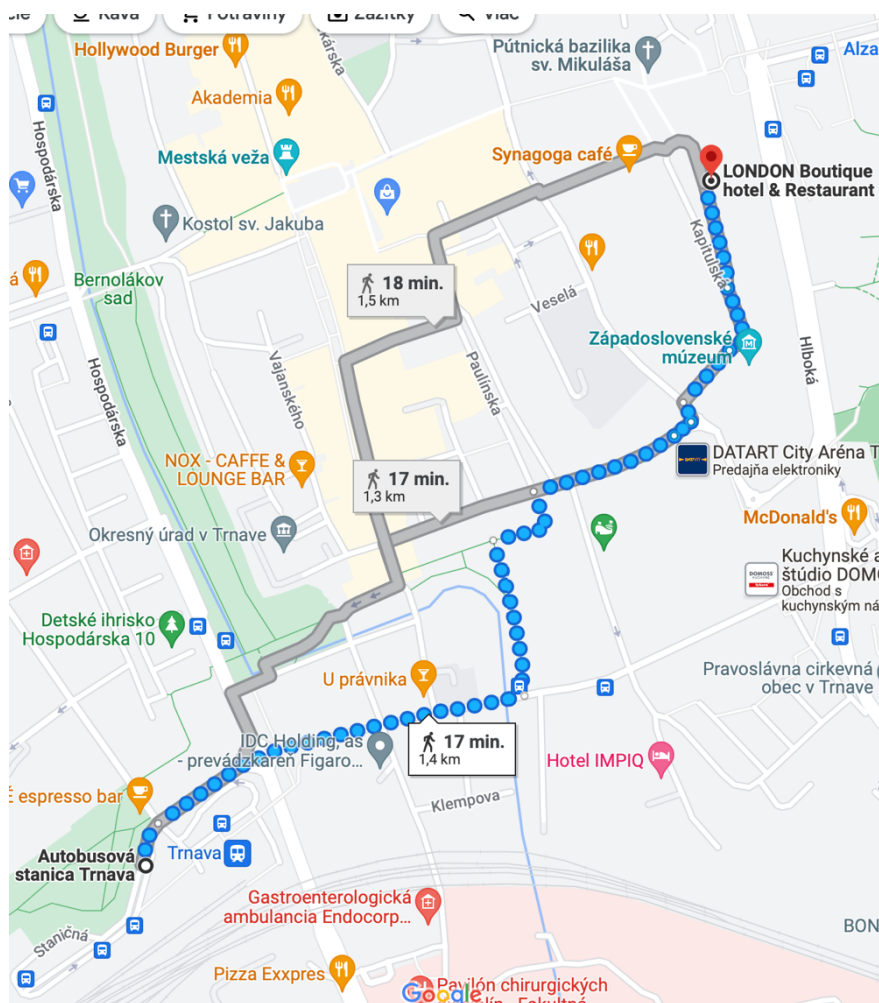 Káva
Potraviny
Zážitky
Viac
Hollywood Burger
Pútnická bazilika
sv. Mikuláša
Alza
Akademia
Hospodárska
Mestská veža
Synagoga café
LONDON Boutique
hotel & Restaurant
Kostol sv. Jakuba
Kapitulská
Bernolákov
sad
18 min.
1,5 km
Veselá
Západoslovenské
múzeum
Hlboká
Hospodárska
Vajanského
Paulínska
NOX - CAFFE &
LOUNGE BAR
17 min.
1,3 km
DATART City Aréna T
Predajňa elektroniky
McDonald's
Okresný úrad v Trnave
Kuchynské a
štúdio DOMO
Obchod s
kuchynským ná
Detské ihrisko
Hospodárska 10
U právnika
Pravoslávna cirkevná
obec v Trnave
IDC Holding, as
- prevádzkareň Figaro...
17 min.
1,4 km
Hotel IMPIQ
É espresso bar
Klempova
Trnava
Autobusová
stanica Trnava
Gastroenterologická
ambulancia Endocorp...
Staničná
BON
Pizza Exxpres
Pavilón chirurgických
Google